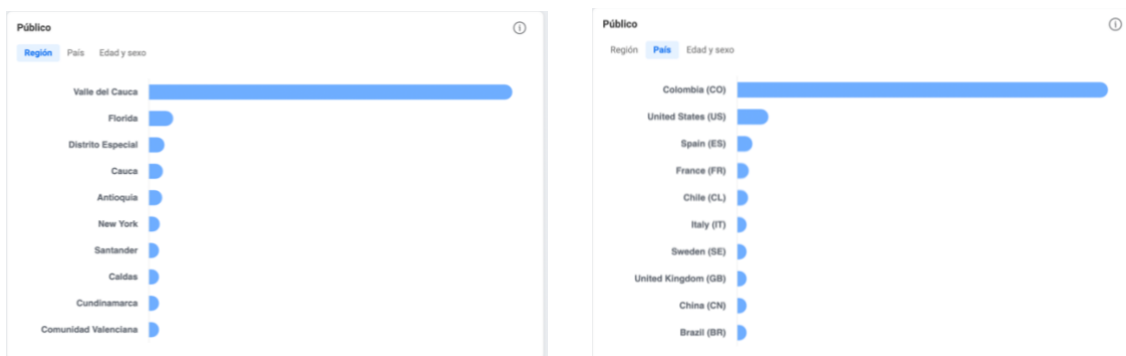 Público
Región País Edad y sexo
Valle del Cauca
Florida
Distrito Especial
Cauca
Antioquia
New York
Santander
Caldas
Cundinamarca
Comunidad Valenciana
Público
Región País Edad y sexo
Colombia (CO)
United States (US)
Spain (ES)
France (FR)
Chile (CL)
Italy (IT)
Sweden (SE)
United Kingdom (GB)
China (CN)
Brazil (BR)